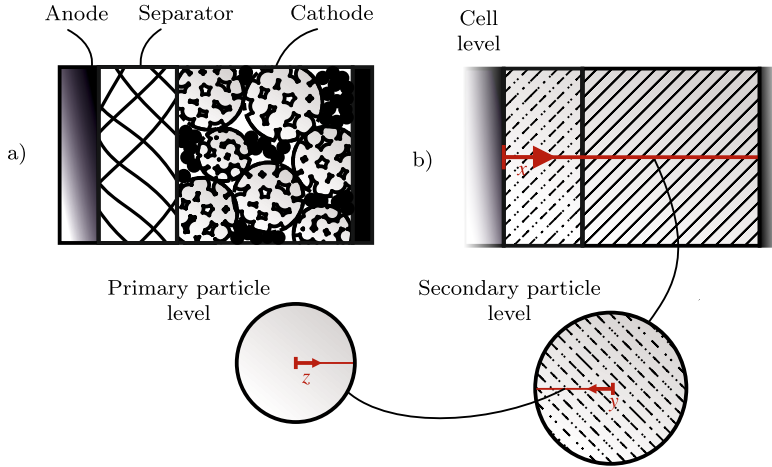 Anode
Separator
Cathode
Cell
level
a)
b)
x
Primary particle
level
Secondary particle
level
z
y